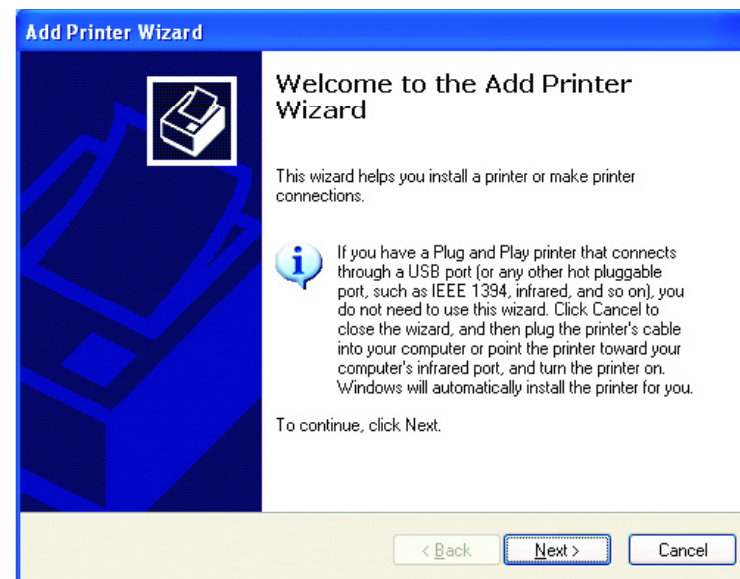 Add Printer Wizard
Welcome to the Add Printer
Wizard
This wizard helps you install a printer or make printer
connections.
If you have a Plug and Play printer that connects
through a USB port (or any other hot pluggable
port, such as IEEE 1394, infrared, and so on), you
do not need to use this wizard. Click Cancel to
close the wizard, and then plug the printer's cable
into your computer or point the printer toward your
computer's infrared port, and turn the printer on.
Windows will automatically install the printer for you.
To continue, click Next.
< Back Next > Cancel